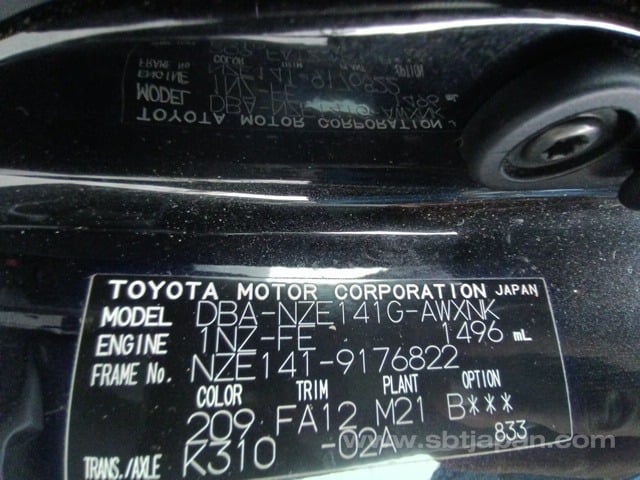 TOYOTA MOTOR CORPORATION JAPAN
MODEL DBA-NZE141G-AWXNK
ENGINE 1NZ-FE 1496 mL
FRAME No. NZE141-9176822
COLOR TRIM PLANT OPTION
209 FA12 M21 B***
TRANS./AXLE K310 -02A 833
www.sbtjapan.com